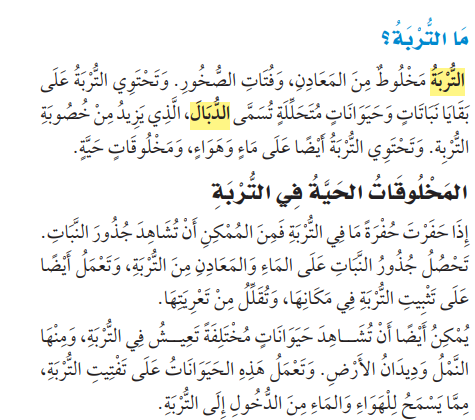 مَا التُّرْبَةُ؟
التُّرْبَةُ مَخْلُوطٌ مِنَ المَعَادِنِ، وَفُتَاتِ الصُّخُورِ. وَتَحْتَوِي التُّرْبَةُ عَلَى
بَقَايَا نَبَاتَاتٍ وَحَيَوَانَاتٍ مُتَحَلِّلَةٍ تُسَمَّى الدُّبَالَ، الَّذِي يَزِيدُ مِنْ خُصُوبَةِ
التُّرْبِة. وَتَحْتَوِي التُّرْبَةُ أَيْضًا عَلَى مَاءٍ وَهَوَاءٍ، وَمَخْلُوقَاتٍ حَيَّةٍ.
المَخْلُوقَاتُ الحَيَّةُ فِي التُّرْبَةِ
إِذَا حَفَرْتَ حُفْرَةً مَا فِي التُّرْبَةِ فَمِنَ المُمْكِنِ أَنْ تُشَاهِدَ جُذُورَ النَّبَاتِ.
تَحْصُلُ جُذُورُ النَّبَاتِ عَلَى المَاءِ وَالمَعَادِنِ مِنَ التُّرْبَةِ، وَتَعْمَلُ أَيْضًا
عَلَى تَثْبِيتِ التُّرْبَةِ فِي مَكَانِهَا، وَتُقَلِّلُ مِنْ تَعْرِيَتِهَا.
يُمْكِنُ أَيْضًا أَنْ تُشَـاهِدَ حَيَوَانَاتٍ مُخْتَلِفَةً تَعِيـشُ فِي التُّرْبَةِ، وَمِنْهَا
النَّمْلُ وَدِيدَانُ الأَرْضِ. وَتَعْمَلُ هَذِهِ الحَيَوَانَاتُ عَلَى تَفْتِيتِ التُّرْبَةِ،
مِمَّا يَسْمَحُ لِلْهَوَاءِ وَالمَاءِ مِنَ الدُّخُولِ إِلَى التُّرْبَةِ.